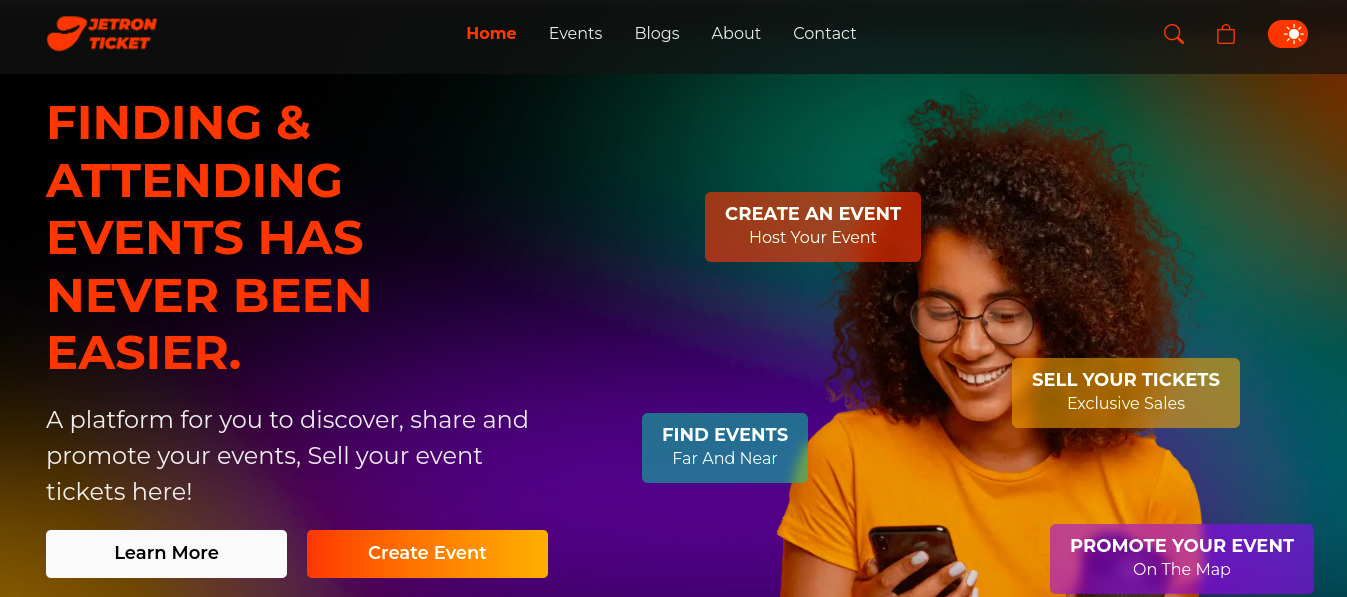 JETRON
TICKET
Home Events Blogs About Contact
FINDING &
ATTENDING
EVENTS HAS
NEVER BEEN
EASIER.
A platform for you to discover, share and
promote your events, Sell your event
tickets here!
Learn More Create Event
CREATE AN EVENT
Host Your Event
SELL YOUR TICKETS
Exclusive Sales
FIND EVENTS
Far And Near
PROMOTE YOUR EVENT
On The Map